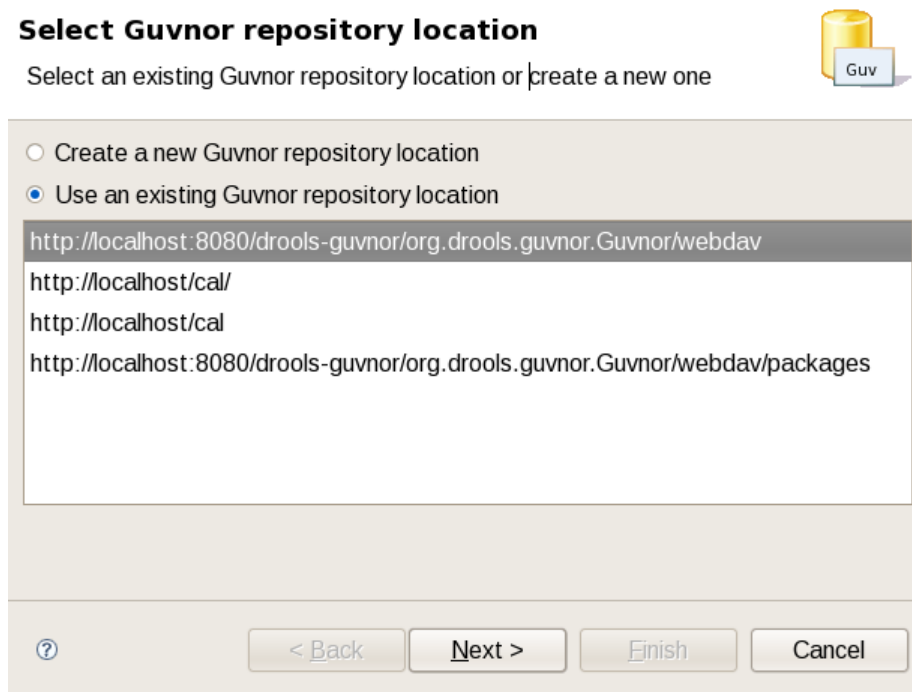 Select Guvnor repository location
Select an existing Guvnor repository location or create a new one
Guv
Create a new Guvnor repository location
Use an existing Guvnor repository location
http://localhost:8080/drools-guvnor/org.drools.guvnor.Guvnor/webdav
http://localhost/cal/
http://localhost/cal
http://localhost:8080/drools-guvnor/org.drools.guvnor.Guvnor/webdav/packages
? < Back Next > Finish Cancel